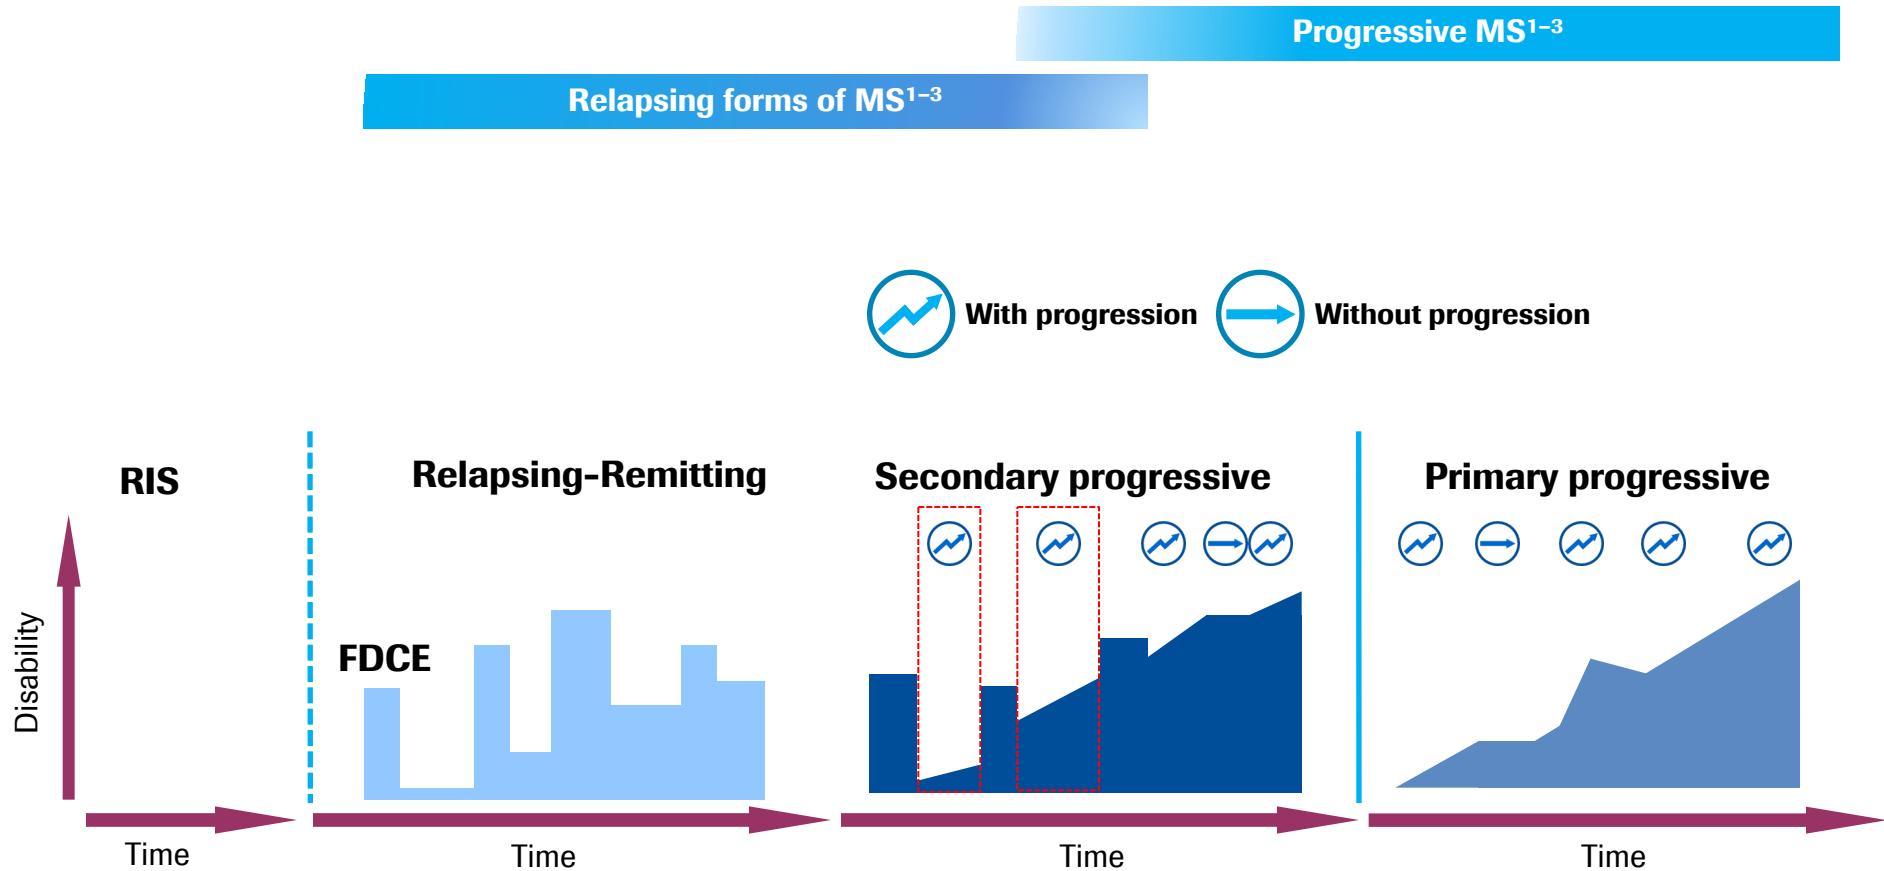 Progressive MS¹⁻³
Relapsing forms of MS¹⁻³
With progression
Without progression
RIS
Relapsing-Remitting
Secondary progressive
Primary progressive
FDCE
Disability
Time
Time
Time
Time